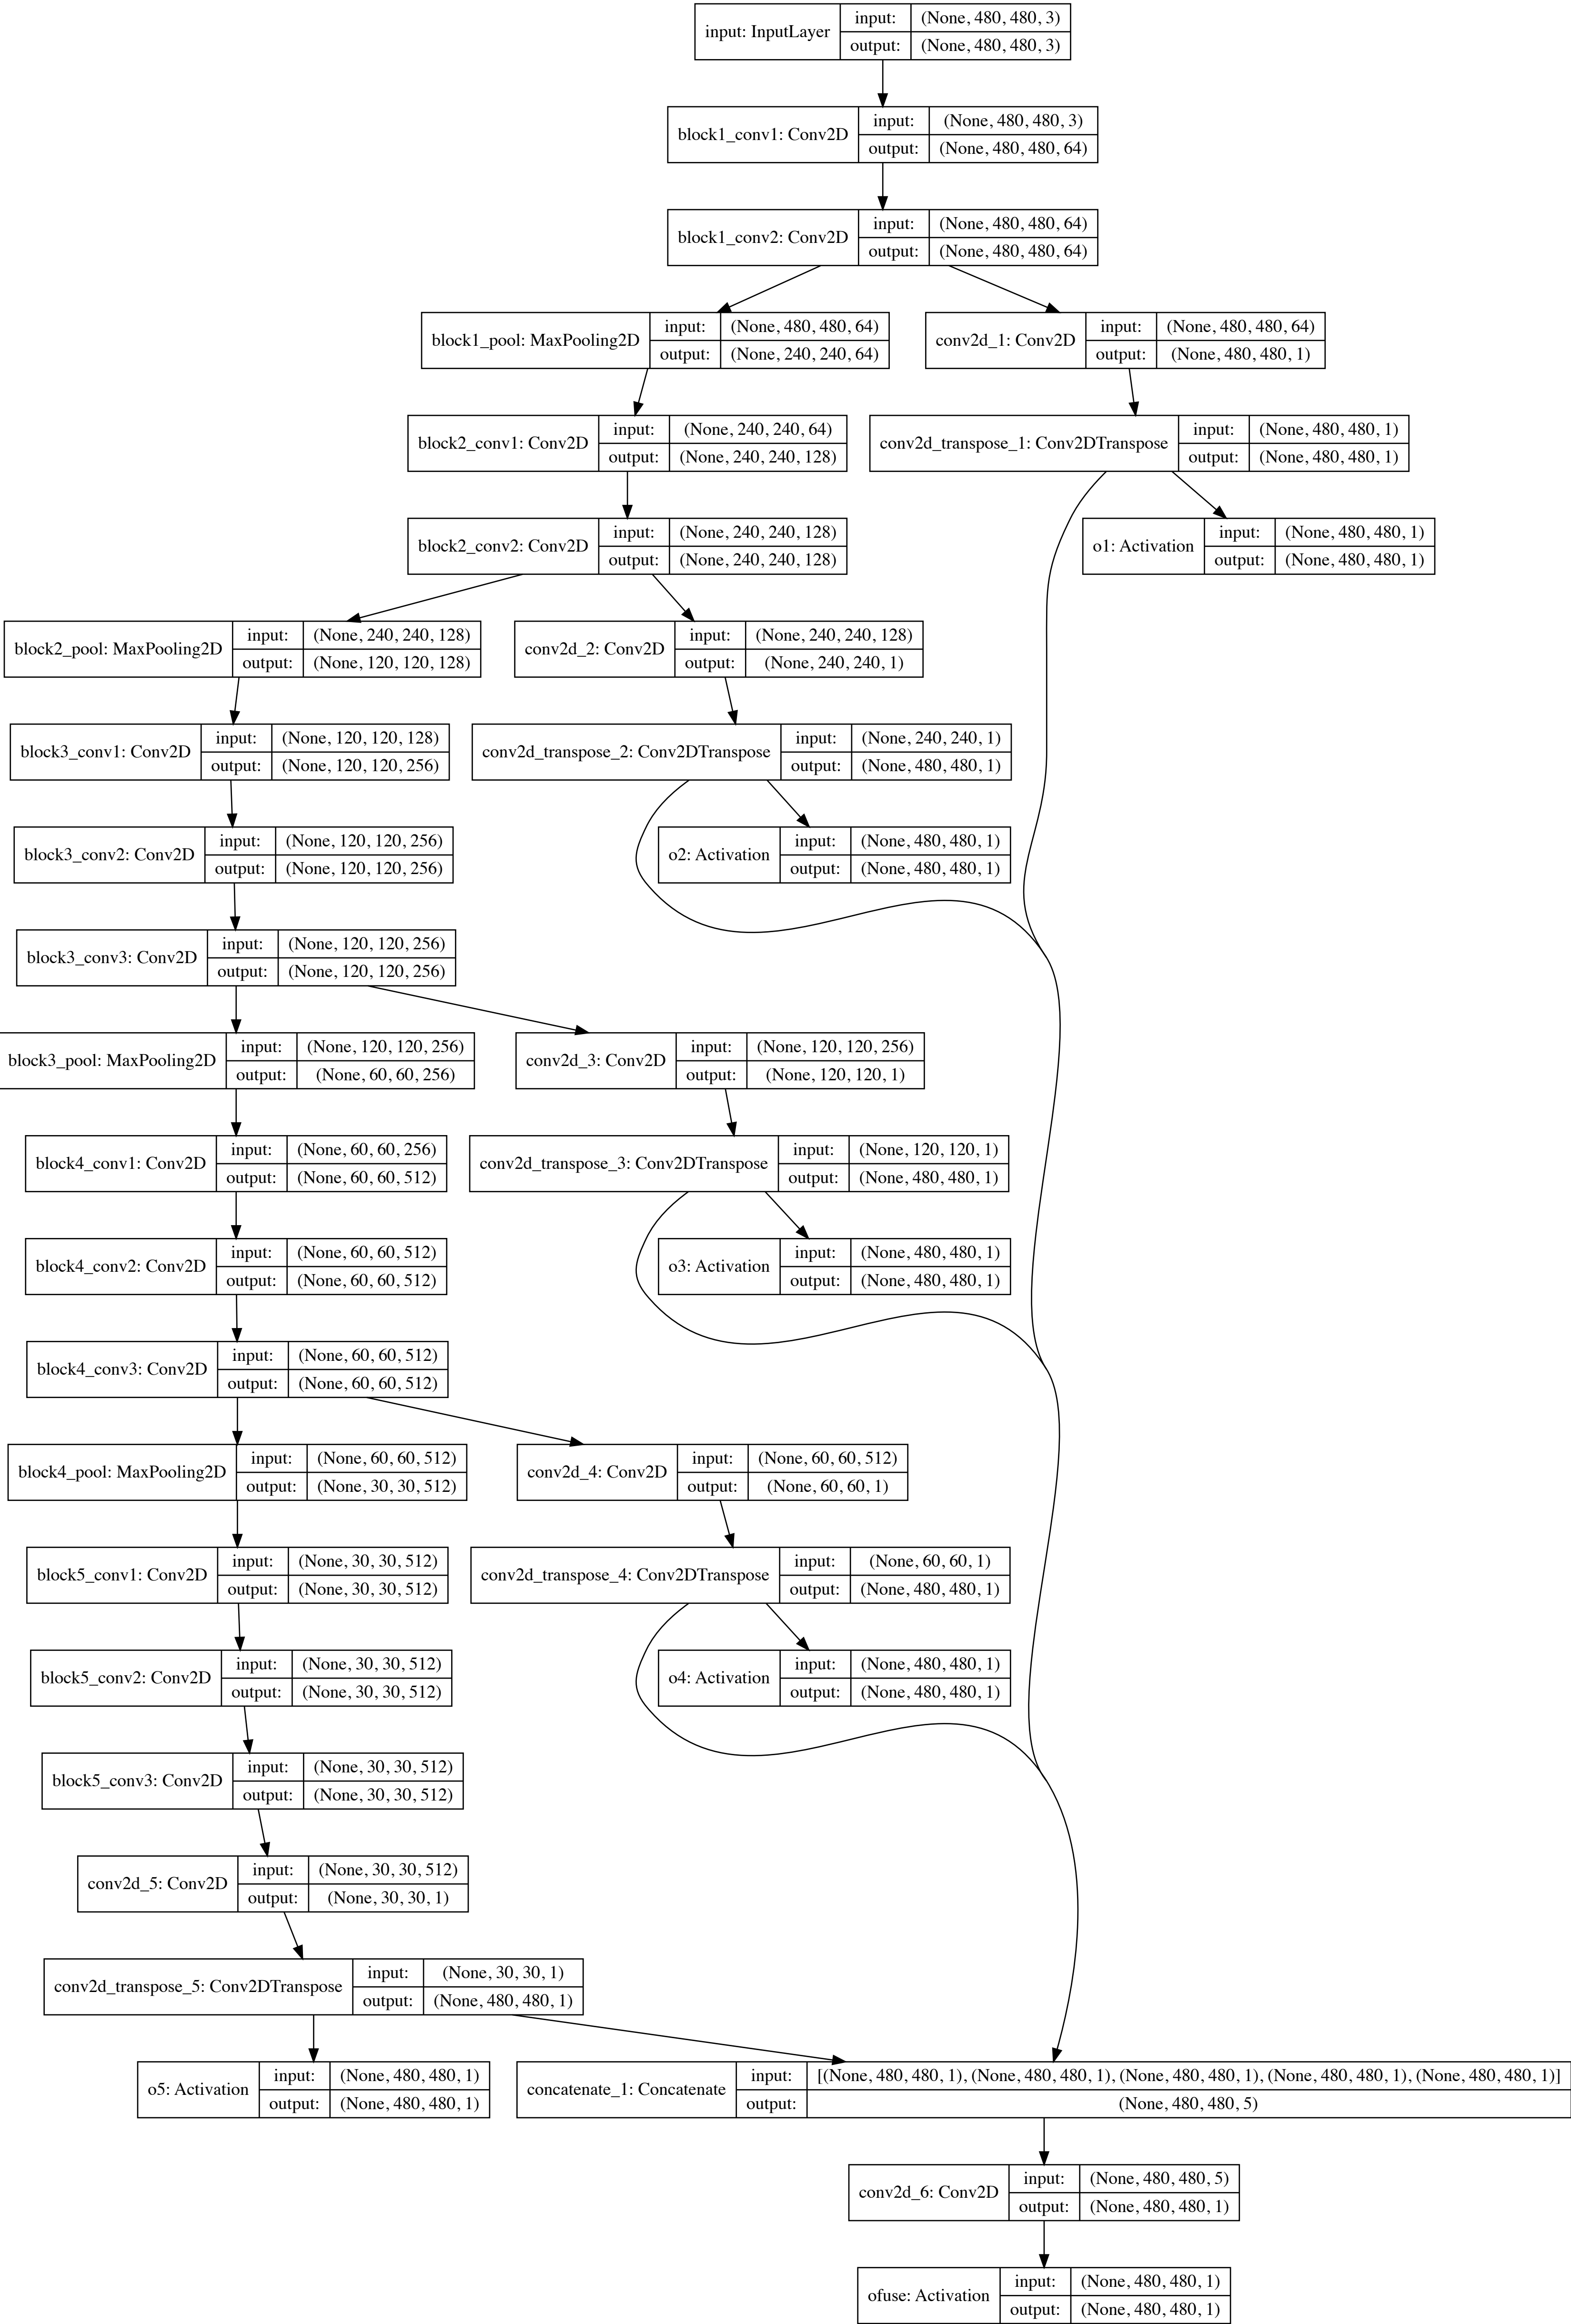 input: InputLayer input: (None, 480, 480, 3)
output: (None, 480, 480, 3)
block1_conv1: Conv2D input: (None, 480, 480, 3)
output: (None, 480, 480, 64)
block1_conv2: Conv2D input: (None, 480, 480, 64)
output: (None, 480, 480, 64)
block1_pool: MaxPooling2D input: (None, 480, 480, 64)
output: (None, 240, 240, 64)
conv2d_1: Conv2D input: (None, 480, 480, 64)
output: (None, 480, 480, 1)
block2_conv1: Conv2D input: (None, 240, 240, 64)
output: (None, 240, 240, 128)
conv2d_transpose_1: Conv2DTranspose input: (None, 480, 480, 1)
output: (None, 480, 480, 1)
block2_conv2: Conv2D input: (None, 240, 240, 128)
output: (None, 240, 240, 128)
o1: Activation input: (None, 480, 480, 1)
output: (None, 480, 480, 1)
block2_pool: MaxPooling2D input: (None, 240, 240, 128)
output: (None, 120, 120, 128)
conv2d_2: Conv2D input: (None, 240, 240, 128)
output: (None, 240, 240, 1)
block3_conv1: Conv2D input: (None, 120, 120, 128)
output: (None, 120, 120, 256)
conv2d_transpose_2: Conv2DTranspose input: (None, 240, 240, 1)
output: (None, 480, 480, 1)
block3_conv2: Conv2D input: (None, 120, 120, 256)
output: (None, 120, 120, 256)
o2: Activation input: (None, 480, 480, 1)
output: (None, 480, 480, 1)
block3_conv3: Conv2D input: (None, 120, 120, 256)
output: (None, 120, 120, 256)
block3_pool: MaxPooling2D input: (None, 120, 120, 256)
output: (None, 60, 60, 256)
conv2d_3: Conv2D input: (None, 120, 120, 256)
output: (None, 120, 120, 1)
block4_conv1: Conv2D input: (None, 60, 60, 256)
output: (None, 60, 60, 512)
conv2d_transpose_3: Conv2DTranspose input: (None, 120, 120, 1)
output: (None, 480, 480, 1)
block4_conv2: Conv2D input: (None, 60, 60, 512)
output: (None, 60, 60, 512)
o3: Activation input: (None, 480, 480, 1)
output: (None, 480, 480, 1)
block4_conv3: Conv2D input: (None, 60, 60, 512)
output: (None, 60, 60, 512)
block4_pool: MaxPooling2D input: (None, 60, 60, 512)
output: (None, 30, 30, 512)
conv2d_4: Conv2D input: (None, 60, 60, 512)
output: (None, 60, 60, 1)
block5_conv1: Conv2D input: (None, 30, 30, 512)
output: (None, 30, 30, 512)
conv2d_transpose_4: Conv2DTranspose input: (None, 60, 60, 1)
output: (None, 480, 480, 1)
block5_conv2: Conv2D input: (None, 30, 30, 512)
output: (None, 30, 30, 512)
o4: Activation input: (None, 480, 480, 1)
output: (None, 480, 480, 1)
block5_conv3: Conv2D input: (None, 30, 30, 512)
output: (None, 30, 30, 512)
conv2d_5: Conv2D input: (None, 30, 30, 512)
output: (None, 30, 30, 1)
conv2d_transpose_5: Conv2DTranspose input: (None, 30, 30, 1)
output: (None, 480, 480, 1)
o5: Activation input: (None, 480, 480, 1)
output: (None, 480, 480, 1)
concatenate_1: Concatenate input: [(None, 480, 480, 1), (None, 480, 480, 1), (None, 480, 480, 1), (None, 480, 480, 1), (None, 480, 480, 1)]
output: (None, 480, 480, 5)
conv2d_6: Conv2D input: (None, 480, 480, 5)
output: (None, 480, 480, 1)
ofuse: Activation input: (None, 480, 480, 1)
output: (None, 480, 480, 1)